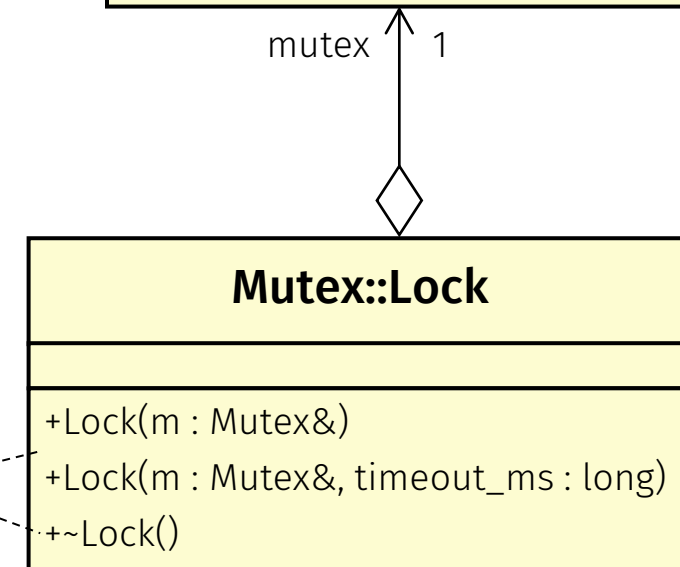 mutex 1
Mutex::Lock
+Lock(m : Mutex&)
+Lock(m : Mutex&, timeout_ms : long)
+~Lock()